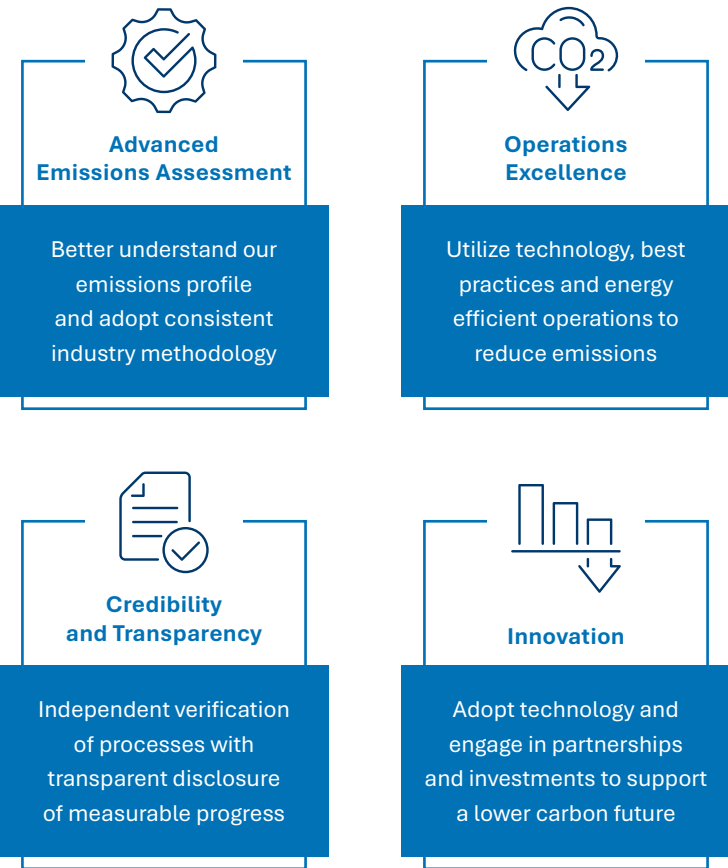 Advanced
Emissions Assessment
Better understand our
emissions profile
and adopt consistent
industry methodology
CO2
Operations
Excellence
Utilize technology, best
practices and energy
efficient operations to
reduce emissions
Credibility
and Transparency
Independent verification
of processes with
transparent disclosure
of measurable progress
Innovation
Adopt technology and
engage in partnerships
and investments to support
a lower carbon future